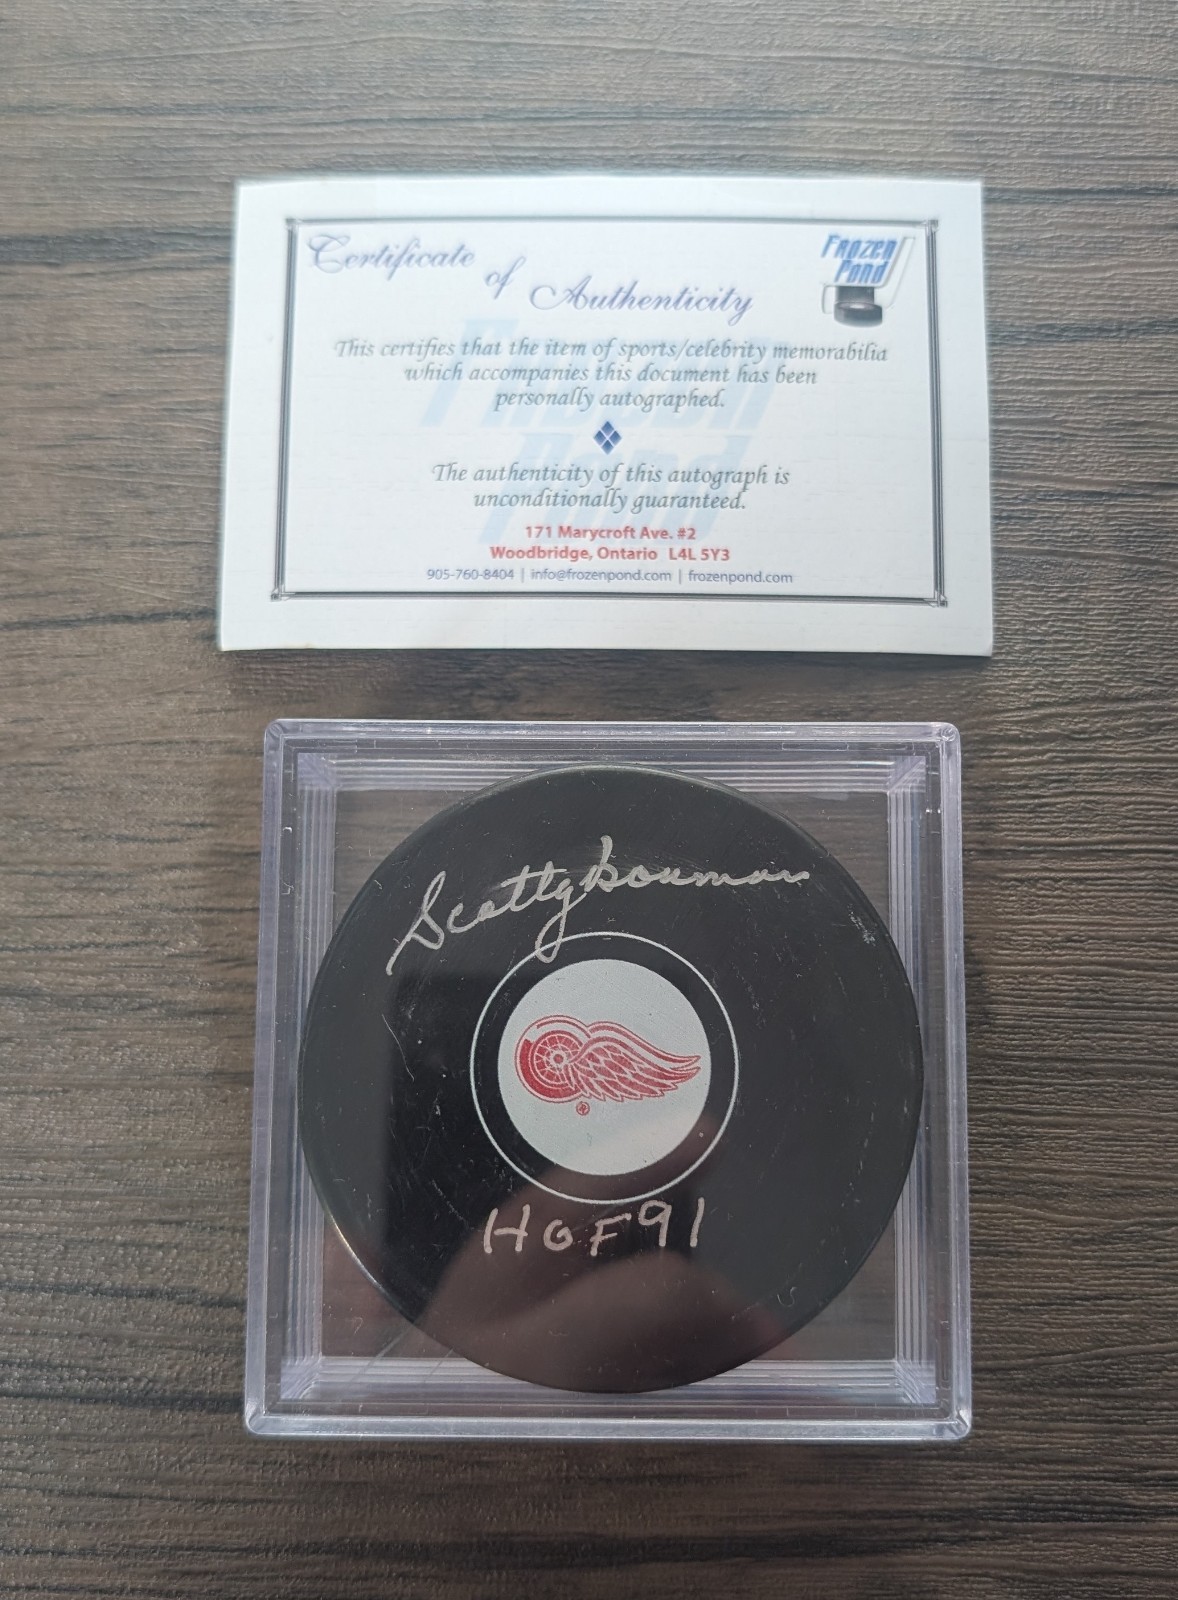 Certificate of Authenticity
Frozen
Pond
This certifies that the item of sports/celebrity memorabilia
which accompanies this document has been
personally autographed.
The authenticity of this autograph is
unconditionally guaranteed.
171 Marycroft Ave. #2
Woodbridge, Ontario L4L 5Y3
905-760-8404 | info@frozenpond.com | frozenpond.com
Scotty Bowman
®
HOF91